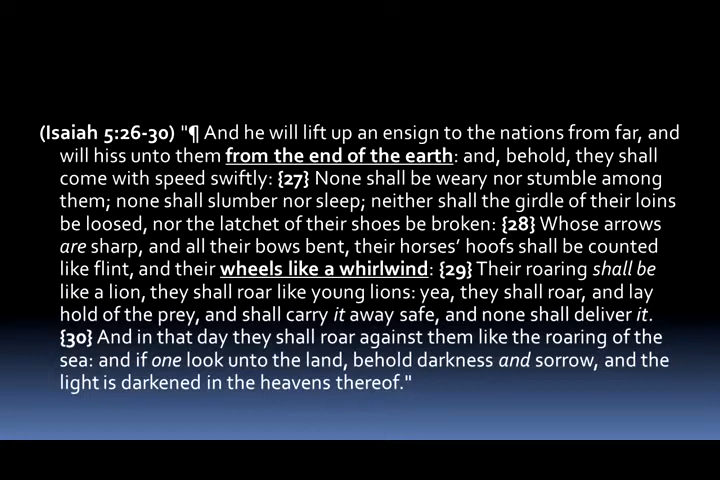 (Isaiah 5:26-30) "¶ And he will lift up an ensign to the nations from far, and
will hiss unto them from the end of the earth: and, behold, they shall
come with speed swiftly: {27} None shall be weary nor stumble among
them; none shall slumber nor sleep; neither shall the girdle of their loins
be loosed, nor the latchet of their shoes be broken: {28} Whose arrows
are sharp, and all their bows bent, their horses' hoofs shall be counted
like flint, and their wheels like a whirlwind: {29} Their roaring shall be
like a lion, they shall roar like young lions: yea, they shall roar, and lay
hold of the prey, and shall carry it away safe, and none shall deliver it.
{30} And in that day they shall roar against them like the roaring of the
sea: and if one look unto the land, behold darkness and sorrow, and the
light is darkened in the heavens thereof."